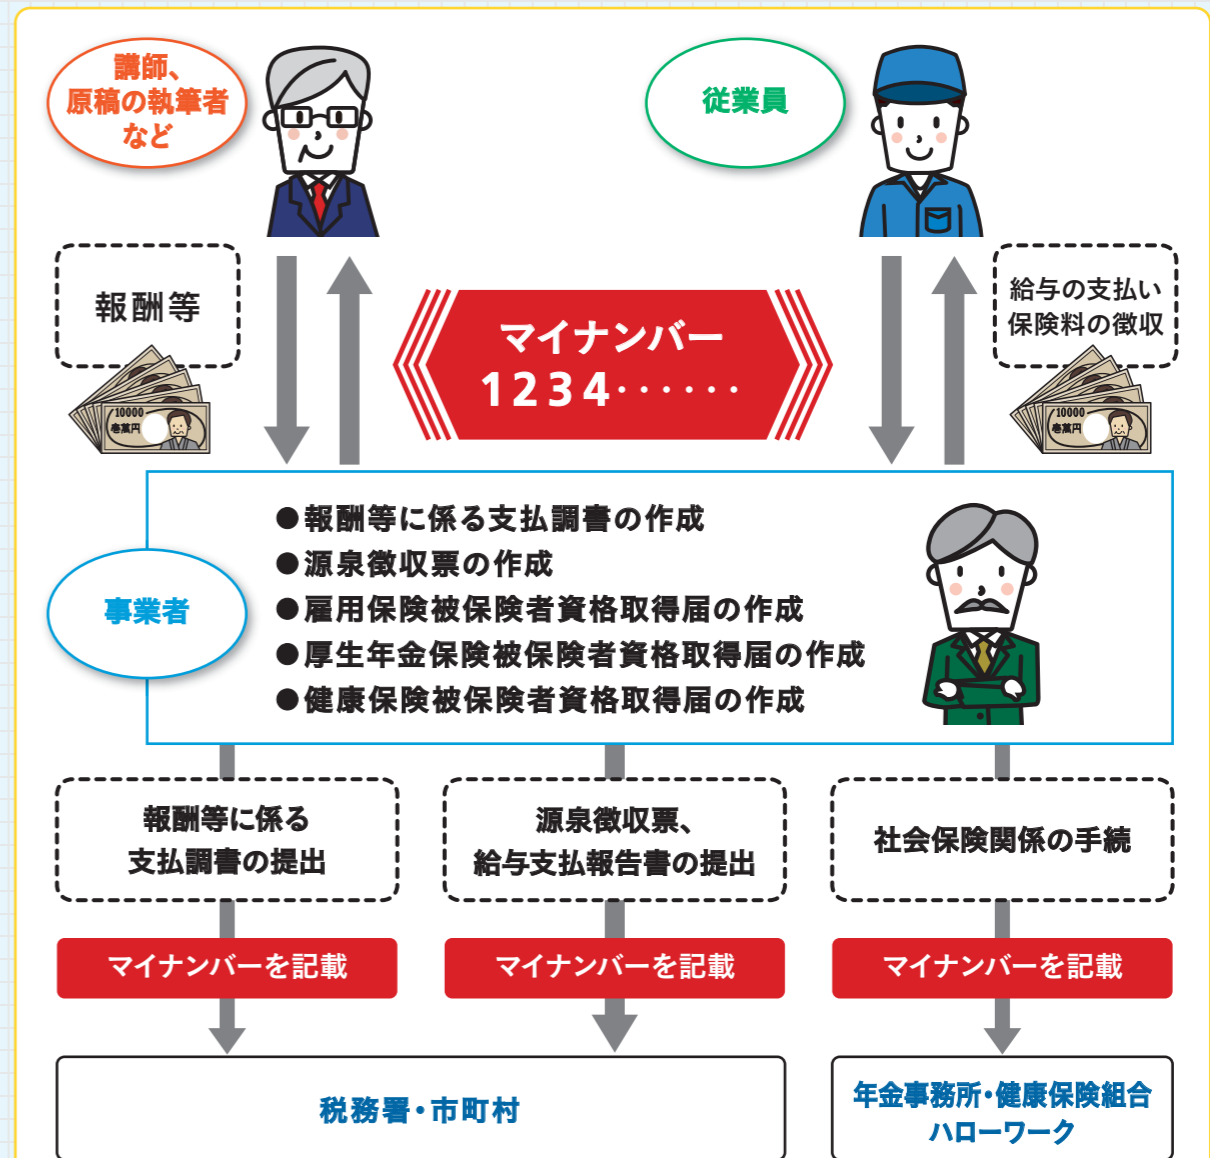 講師、
原稿の執筆者
など
従業員
報酬等
給与の支払い
保険料の徴収
マイナンバー
1234‥‥‥
10000
壱萬円
10000
壱萬円
●報酬等に係る支払調書の作成
●源泉徴収票の作成
●雇用保険被保険者資格取得届の作成
●厚生年金保険被保険者資格取得届の作成
●健康保険被保険者資格取得届の作成
事業者
報酬等に係る
支払調書の提出
源泉徴収票、
給与支払報告書の提出
社会保険関係の手続
マイナンバーを記載
マイナンバーを記載
マイナンバーを記載
税務署・市町村
年金事務所・健康保険組合
ハローワーク